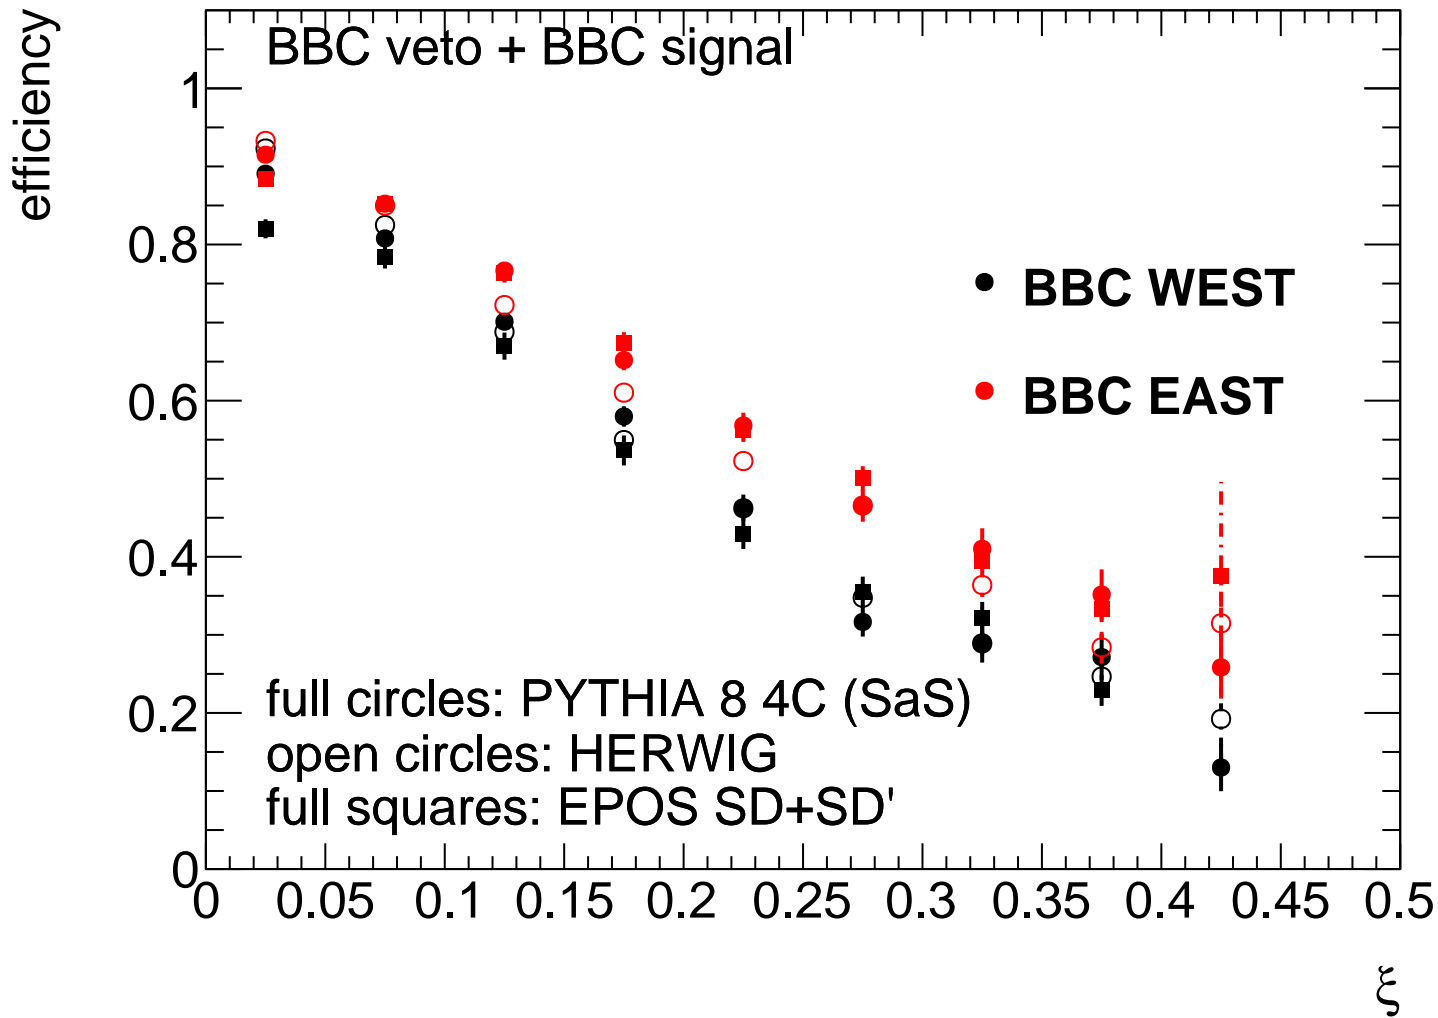 efficiency
BBC veto + BBC signal
1
0.8
0.6
0.4
0.2
0
BBC WEST
BBC EAST
full circles: PYTHIA 8 4C (SaS)
open circles: HERWIG
full squares: EPOS SD+SD'
0 0.05 0.1 0.15 0.2 0.25 0.3 0.35 0.4 0.45 0.5
ξ